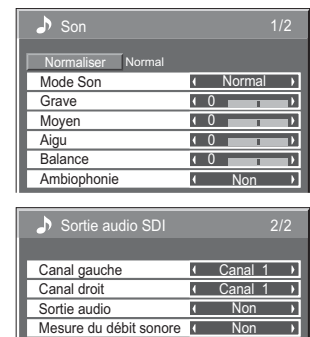 Son 1/2
Normaliser Normal
Mode Son Normal
Grave 0
Moyen 0
Aigu 0
Balance 0
Ambiophonie Non
Sortie audio SDI 2/2
Canal gauche Canal 1
Canal droit Canal 1
Sortie audio Non
Mesure du débit sonore Non